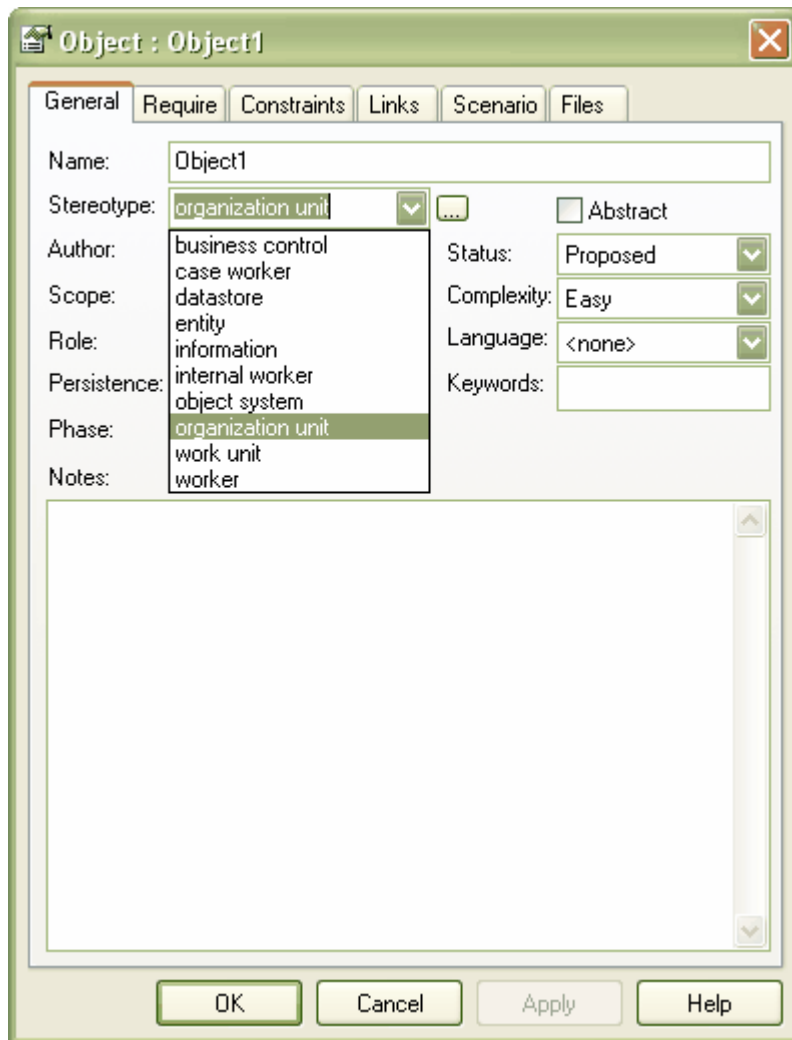 Object : Object1
General Require Constraints Links Scenario Files
Name: Object1
Stereotype: organization unit ... Abstract
Author: business control Status: Proposed
case worker
Scope: datastore Complexity: Easy
entity
Role: information Language: <none>
Persistence: internal worker Keywords:
object system
Phase: organization unit
work unit
Notes: worker
OK Cancel Apply Help